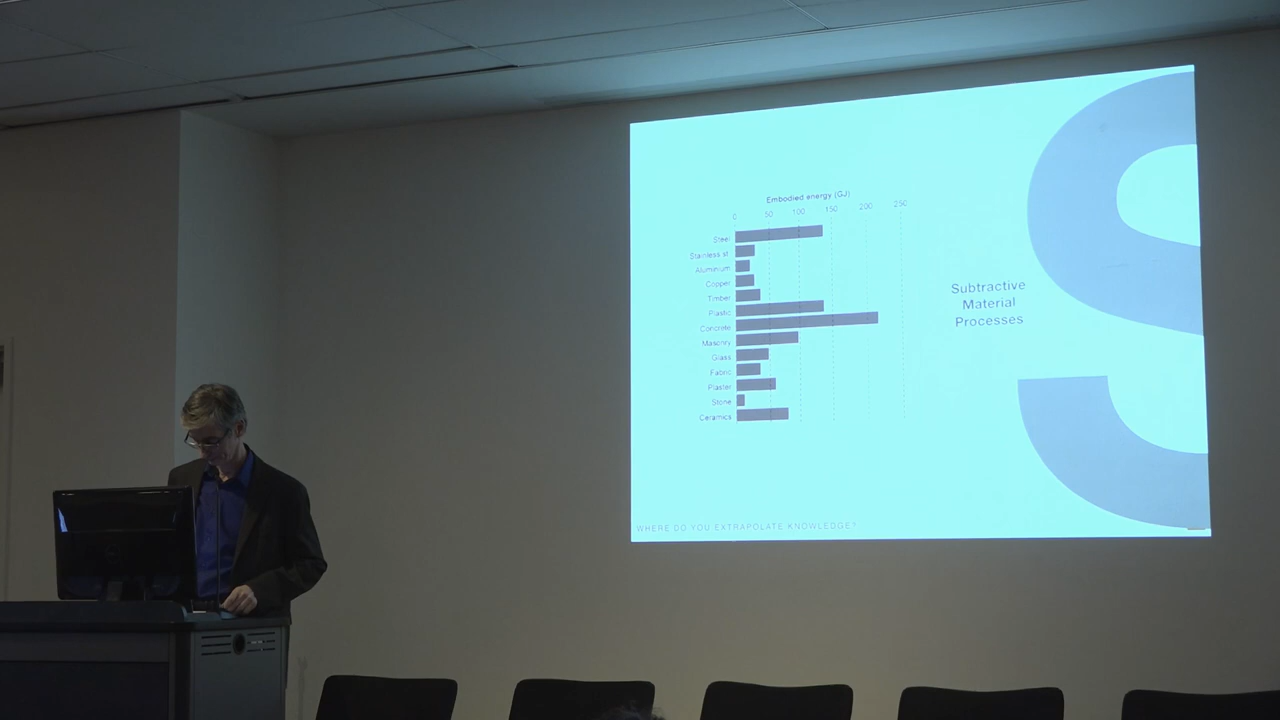 Embodied energy (GJ)
0 50 100 150 200 250
Steel
Stainless st
Aluminium
Copper
Timber
Plastic
Concrete
Masonry
Glass
Fabric
Plaster
Stone
Ceramics
Subtractive
Material
Processes
S
WHERE DO YOU EXTRAPOLATE KNOWLEDGE?